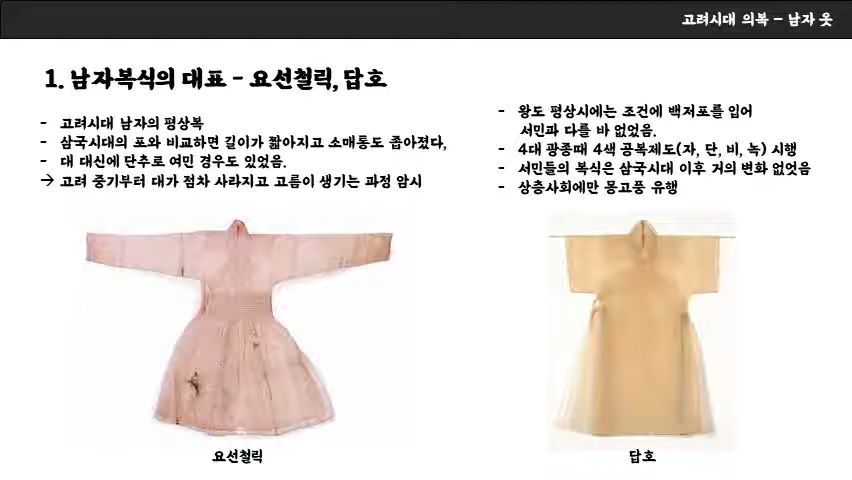 고려시대 의복 – 남자 옷
1. 남자복식의 대표 – 요선철릭, 답호
- 고려시대 남자의 평상복
- 삼국시대의 포와 비교하면 길이가 짧아지고 소매통도 좁아졌다,
- 대 대신에 단추로 여민 경우도 있었음.
→ 고려 중기부터 대가 점차 사라지고 고름이 생기는 과정 암시
- 왕도 평상시에는 조건에 백저포를 입어
서민과 다를 바 없었음.
- 4대 광종때 4색 공복제도(자, 단, 비, 녹) 시행
- 서민들의 복식은 삼국시대 이후 거의 변화 없엇음
- 상층사회에만 몽고풍 유행
요선철릭
답호